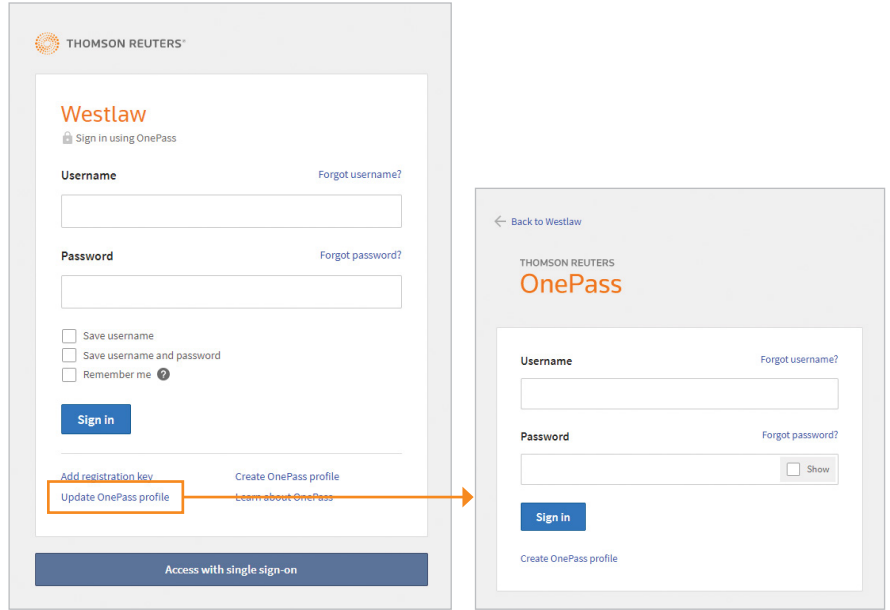 THOMSON REUTERS®
Westlaw
Sign in using OnePass
Username Forgot username?
Password Forgot password?
Save username
Save username and password
Remember me ?
Sign in
Add registration key Create OnePass profile
Update OnePass profile Learn about OnePass
Access with single sign-on
Back to Westlaw
THOMSON REUTERS
OnePass
Username Forgot username?
Password Forgot password?
Show
Sign in
Create OnePass profile